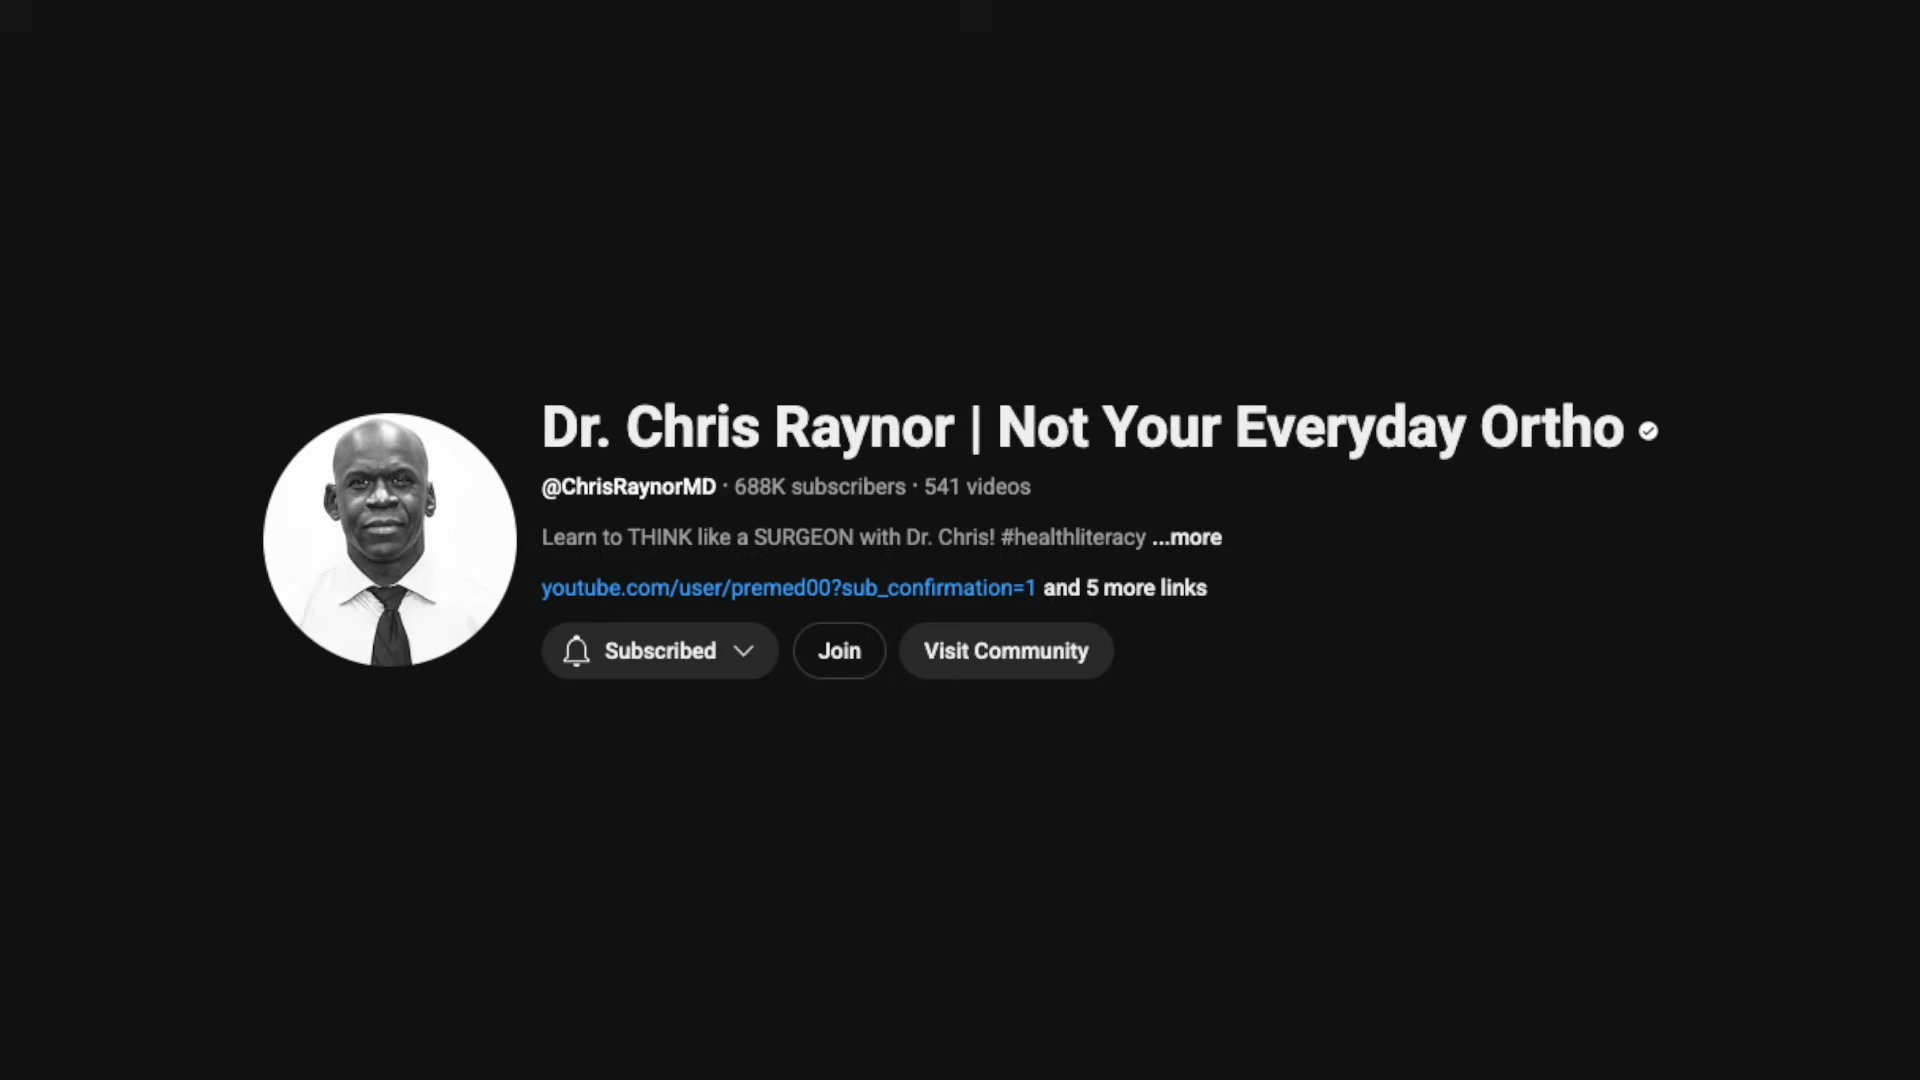 Dr. Chris Raynor | Not Your Everyday Ortho
@ChrisRaynorMD · 688K subscribers · 541 videos
Learn to THINK like a SURGEON with Dr. Chris! #healthliteracy ...more
youtube.com/user/premed00?sub_confirmation=1 and 5 more links
Subscribed Join Visit Community